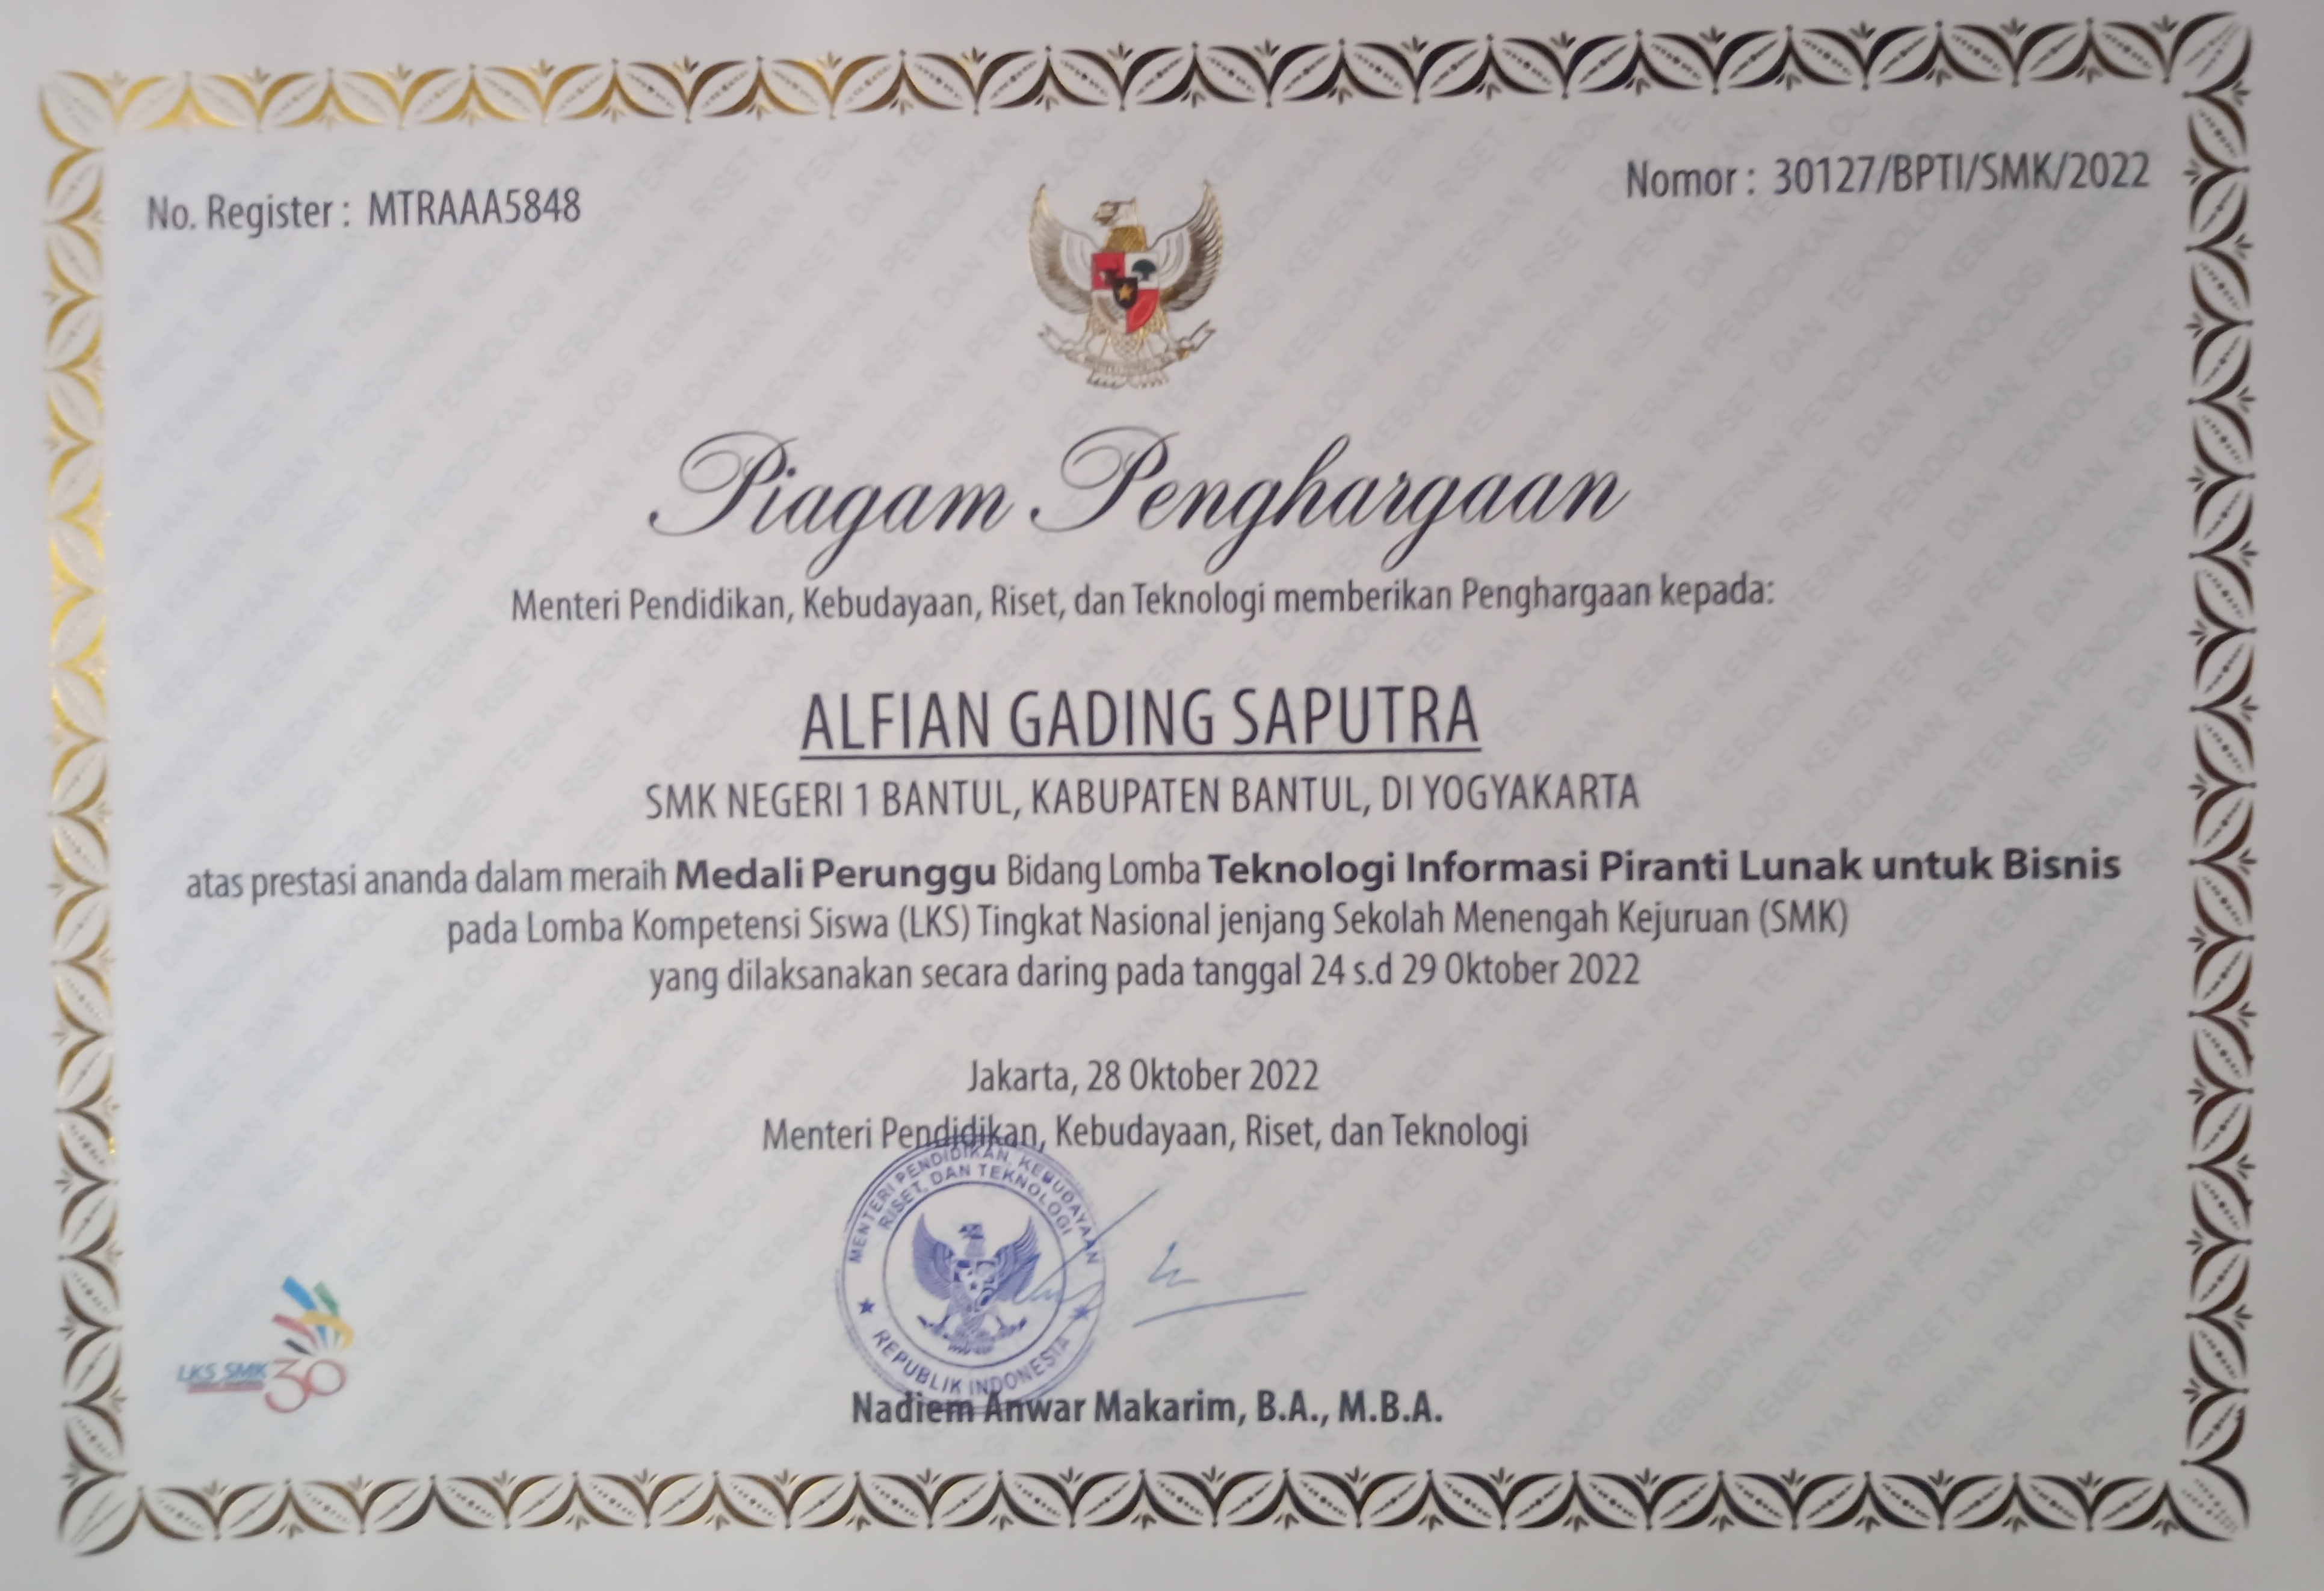 No. Register : MTRAAA5848
Nomor : 30127/BPTI/SMK/2022
Piagam Penghargaan
Menteri Pendidikan, Kebudayaan, Riset, dan Teknologi memberikan Penghargaan kepada:
ALFIAN GADING SAPUTRA
SMK NEGERI 1 BANTUL, KABUPATEN BANTUL, DI YOGYAKARTA
atas prestasi ananda dalam meraih Medali Perunggu Bidang Lomba Teknologi Informasi Piranti Lunak untuk Bisnis
pada Lomba Kompetensi Siswa (LKS) Tingkat Nasional jenjang Sekolah Menengah Kejuruan (SMK)
yang dilaksanakan secara daring pada tanggal 24 s.d 29 Oktober 2022
Jakarta, 28 Oktober 2022
Menteri Pendidikan, Kebudayaan, Riset, dan Teknologi
MENTERI PENDIDIKAN, KEBUDAYAAN
RISET, DAN TEKNOLOGI
REPUBLIK INDONESIA
LKS SMK 30
Nadiem Anwar Makarim, B.A., M.B.A.